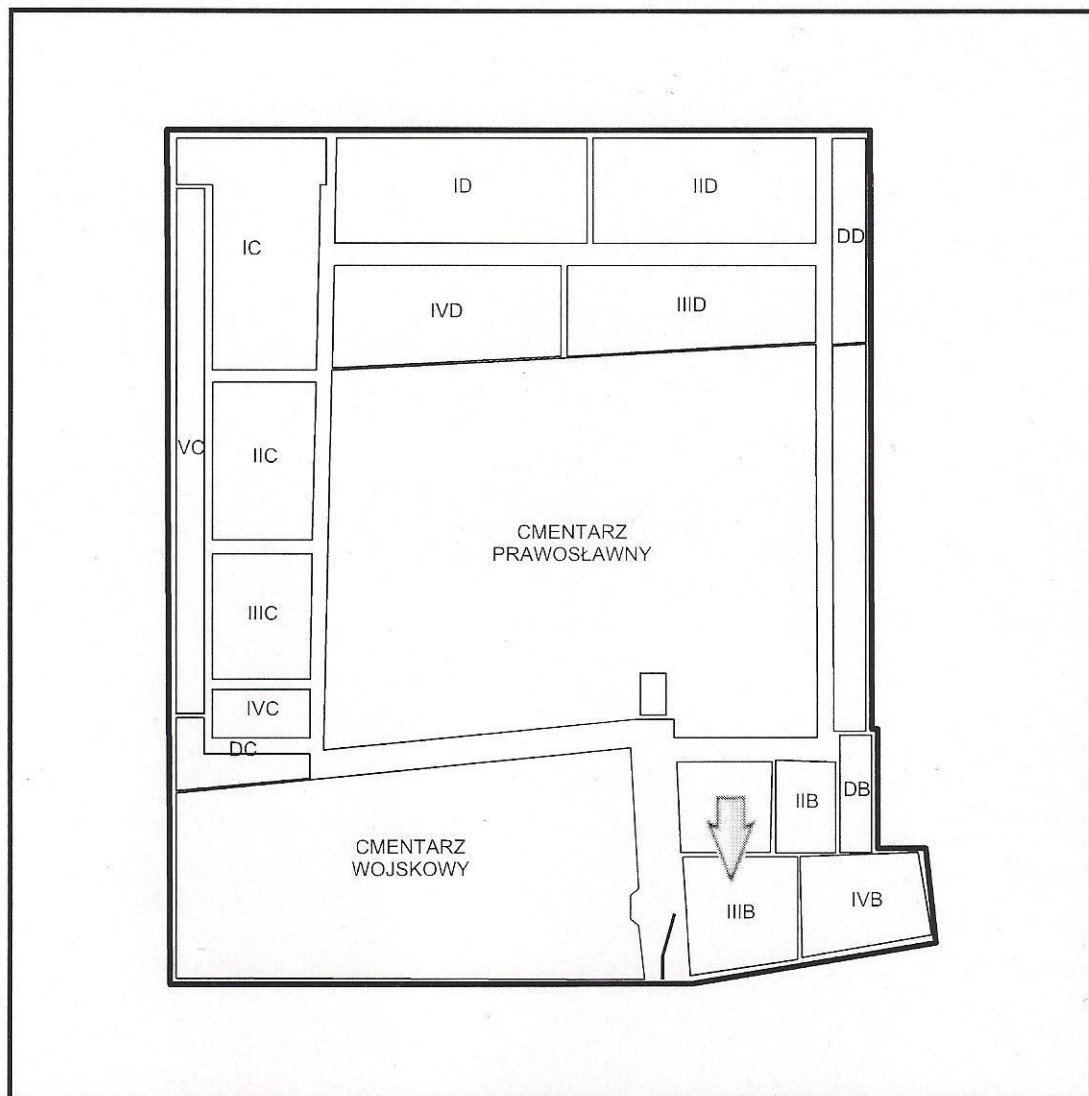 ID
IID
DD
IC
IVD
IIID
VC
IIC
CMENTARZ
PRAWOSŁAWNY
IIIC
IVC
DC
IIB
DB
CMENTARZ
WOJSKOWY
IIIB
IVB